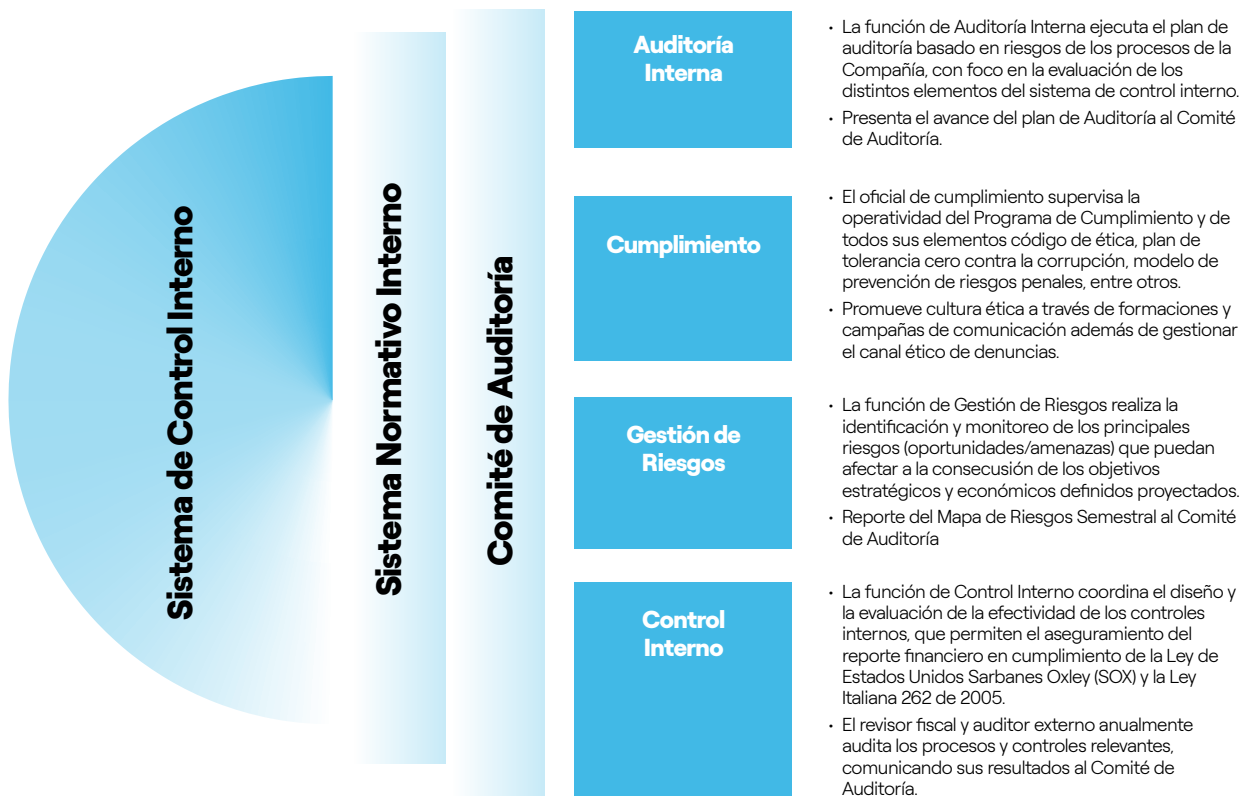 Sistema de Control Interno
Sistema Normativo Interno
Comité de Auditoría
Auditoría
Interna
• La función de Auditoría Interna ejecuta el plan de
auditoría basado en riesgos de los procesos de la
Compañía, con foco en la evaluación de los
distintos elementos del sistema de control interno.
• Presenta el avance del plan de Auditoría al Comité
de Auditoría.
Cumplimiento
• El oficial de cumplimiento supervisa la
operatividad del Programa de Cumplimiento y de
todos sus elementos código de ética, plan de
tolerancia cero contra la corrupción, modelo de
prevención de riesgos penales, entre otros.
• Promueve cultura ética a través de formaciones y
campañas de comunicación además de gestionar
el canal ético de denuncias.
Gestión de
Riesgos
• La función de Gestión de Riesgos realiza la
identificación y monitoreo de los principales
riesgos (oportunidades/amenazas) que puedan
afectar a la consecusión de los objetivos
estratégicos y económicos definidos proyectados.
• Reporte del Mapa de Riesgos Semestral al Comité
de Auditoría
Control
Interno
• La función de Control Interno coordina el diseño y
la evaluación de la efectividad de los controles
internos, que permiten el aseguramiento del
reporte financiero en cumplimiento de la Ley de
Estados Unidos Sarbanes Oxley (SOX) y la Ley
Italiana 262 de 2005.
• El revisor fiscal y auditor externo anualmente
audita los procesos y controles relevantes,
comunicando sus resultados al Comité de
Auditoría.